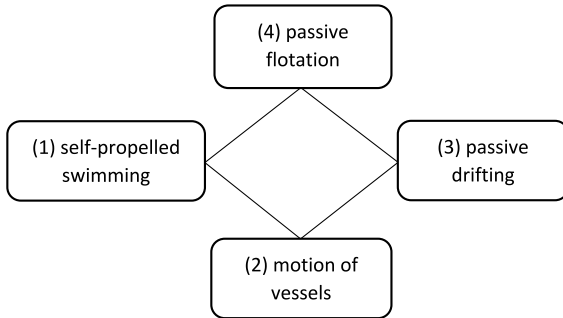 (4) passive
flotation
(1) self-propelled
swimming
(3) passive
drifting
(2) motion of
vessels